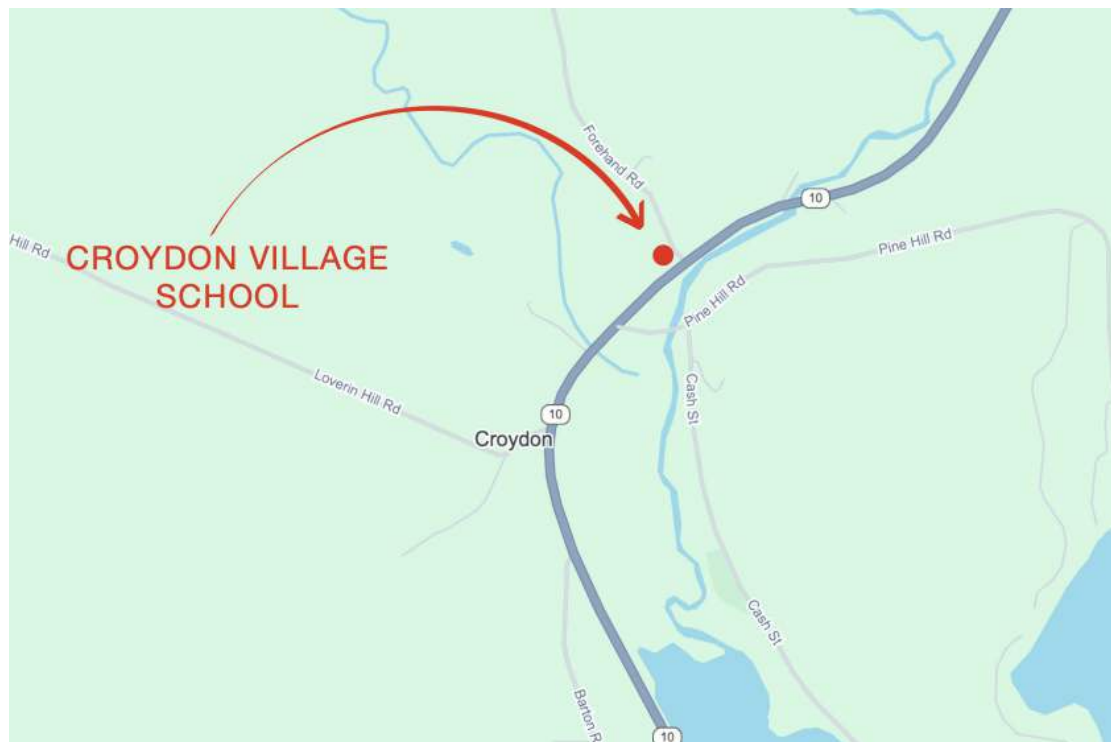 Forehand Rd
10
Pine Hill Rd
Hill Rd
CROYDON VILLAGE
SCHOOL
Pine Hill Rd
Loverin Hill Rd
Cash St
10
Croydon
Cash St
Barton R
10